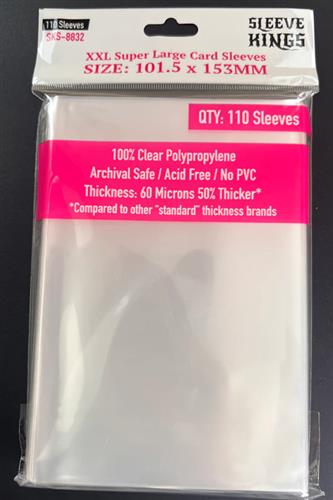 110 Sleeves
SKS-8832
SLEEVE
KINGS
XXL Super Large Card Sleeves
SIZE: 101.5 x 153MM
QTY: 110 Sleeves
100% Clear Polypropylene
Archival Safe / Acid Free / No PVC
Thickness: 60 Microns 50% Thicker*
*Compared to other "standard" thickness brands